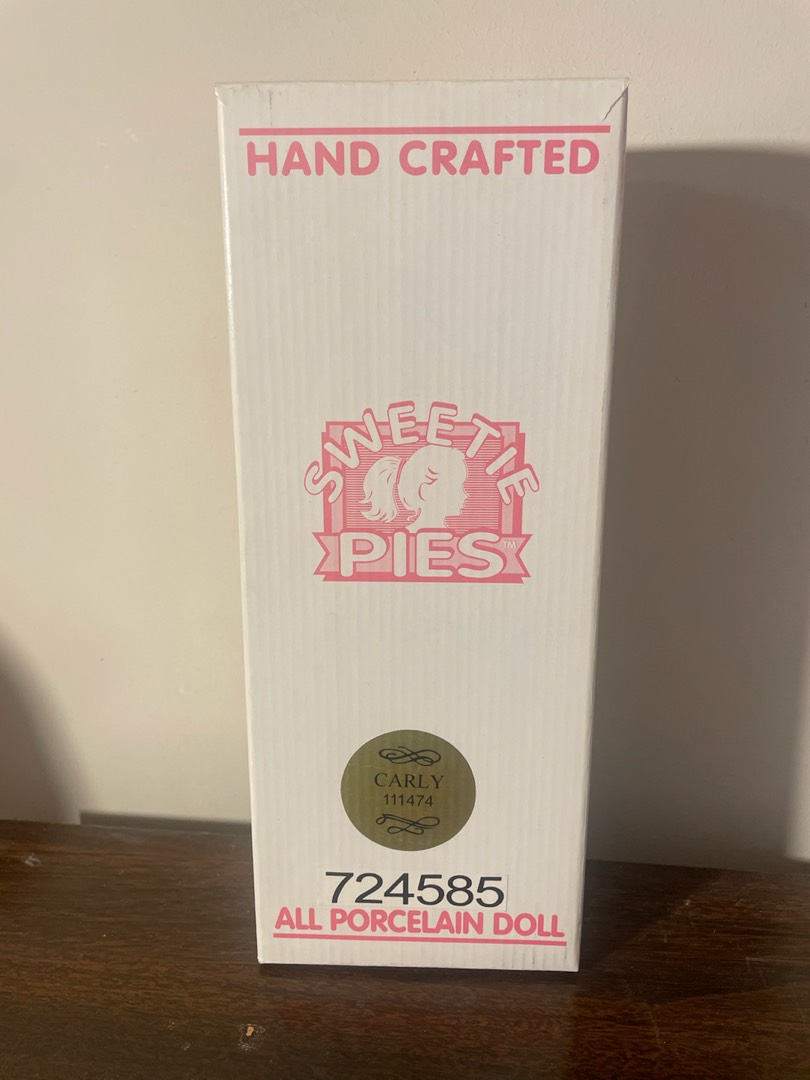 HAND CRAFTED
SWEETIE
PIES™
CARLY
111474
724585
ALL PORCELAIN DOLL